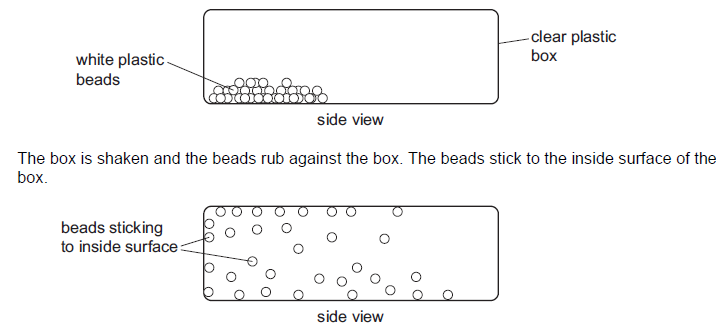 white plastic
beads
clear plastic
box
side view
The box is shaken and the beads rub against the box. The beads stick to the inside surface of the
box.
beads sticking
to inside surface
side view